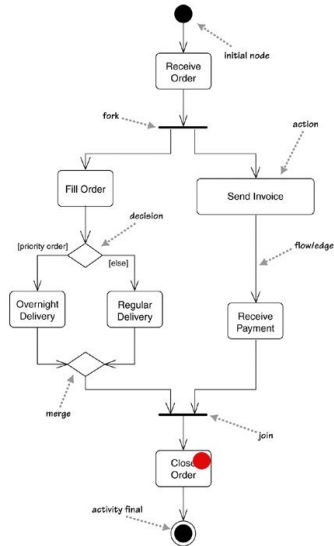 initial node
Receive
Order
fork
action
Fill Order
Send Invoice
decision
[priority order]
[else]
flow/edge
Overnight
Delivery
Regular
Delivery
Receive
Payment
merge
join
Order
activity final